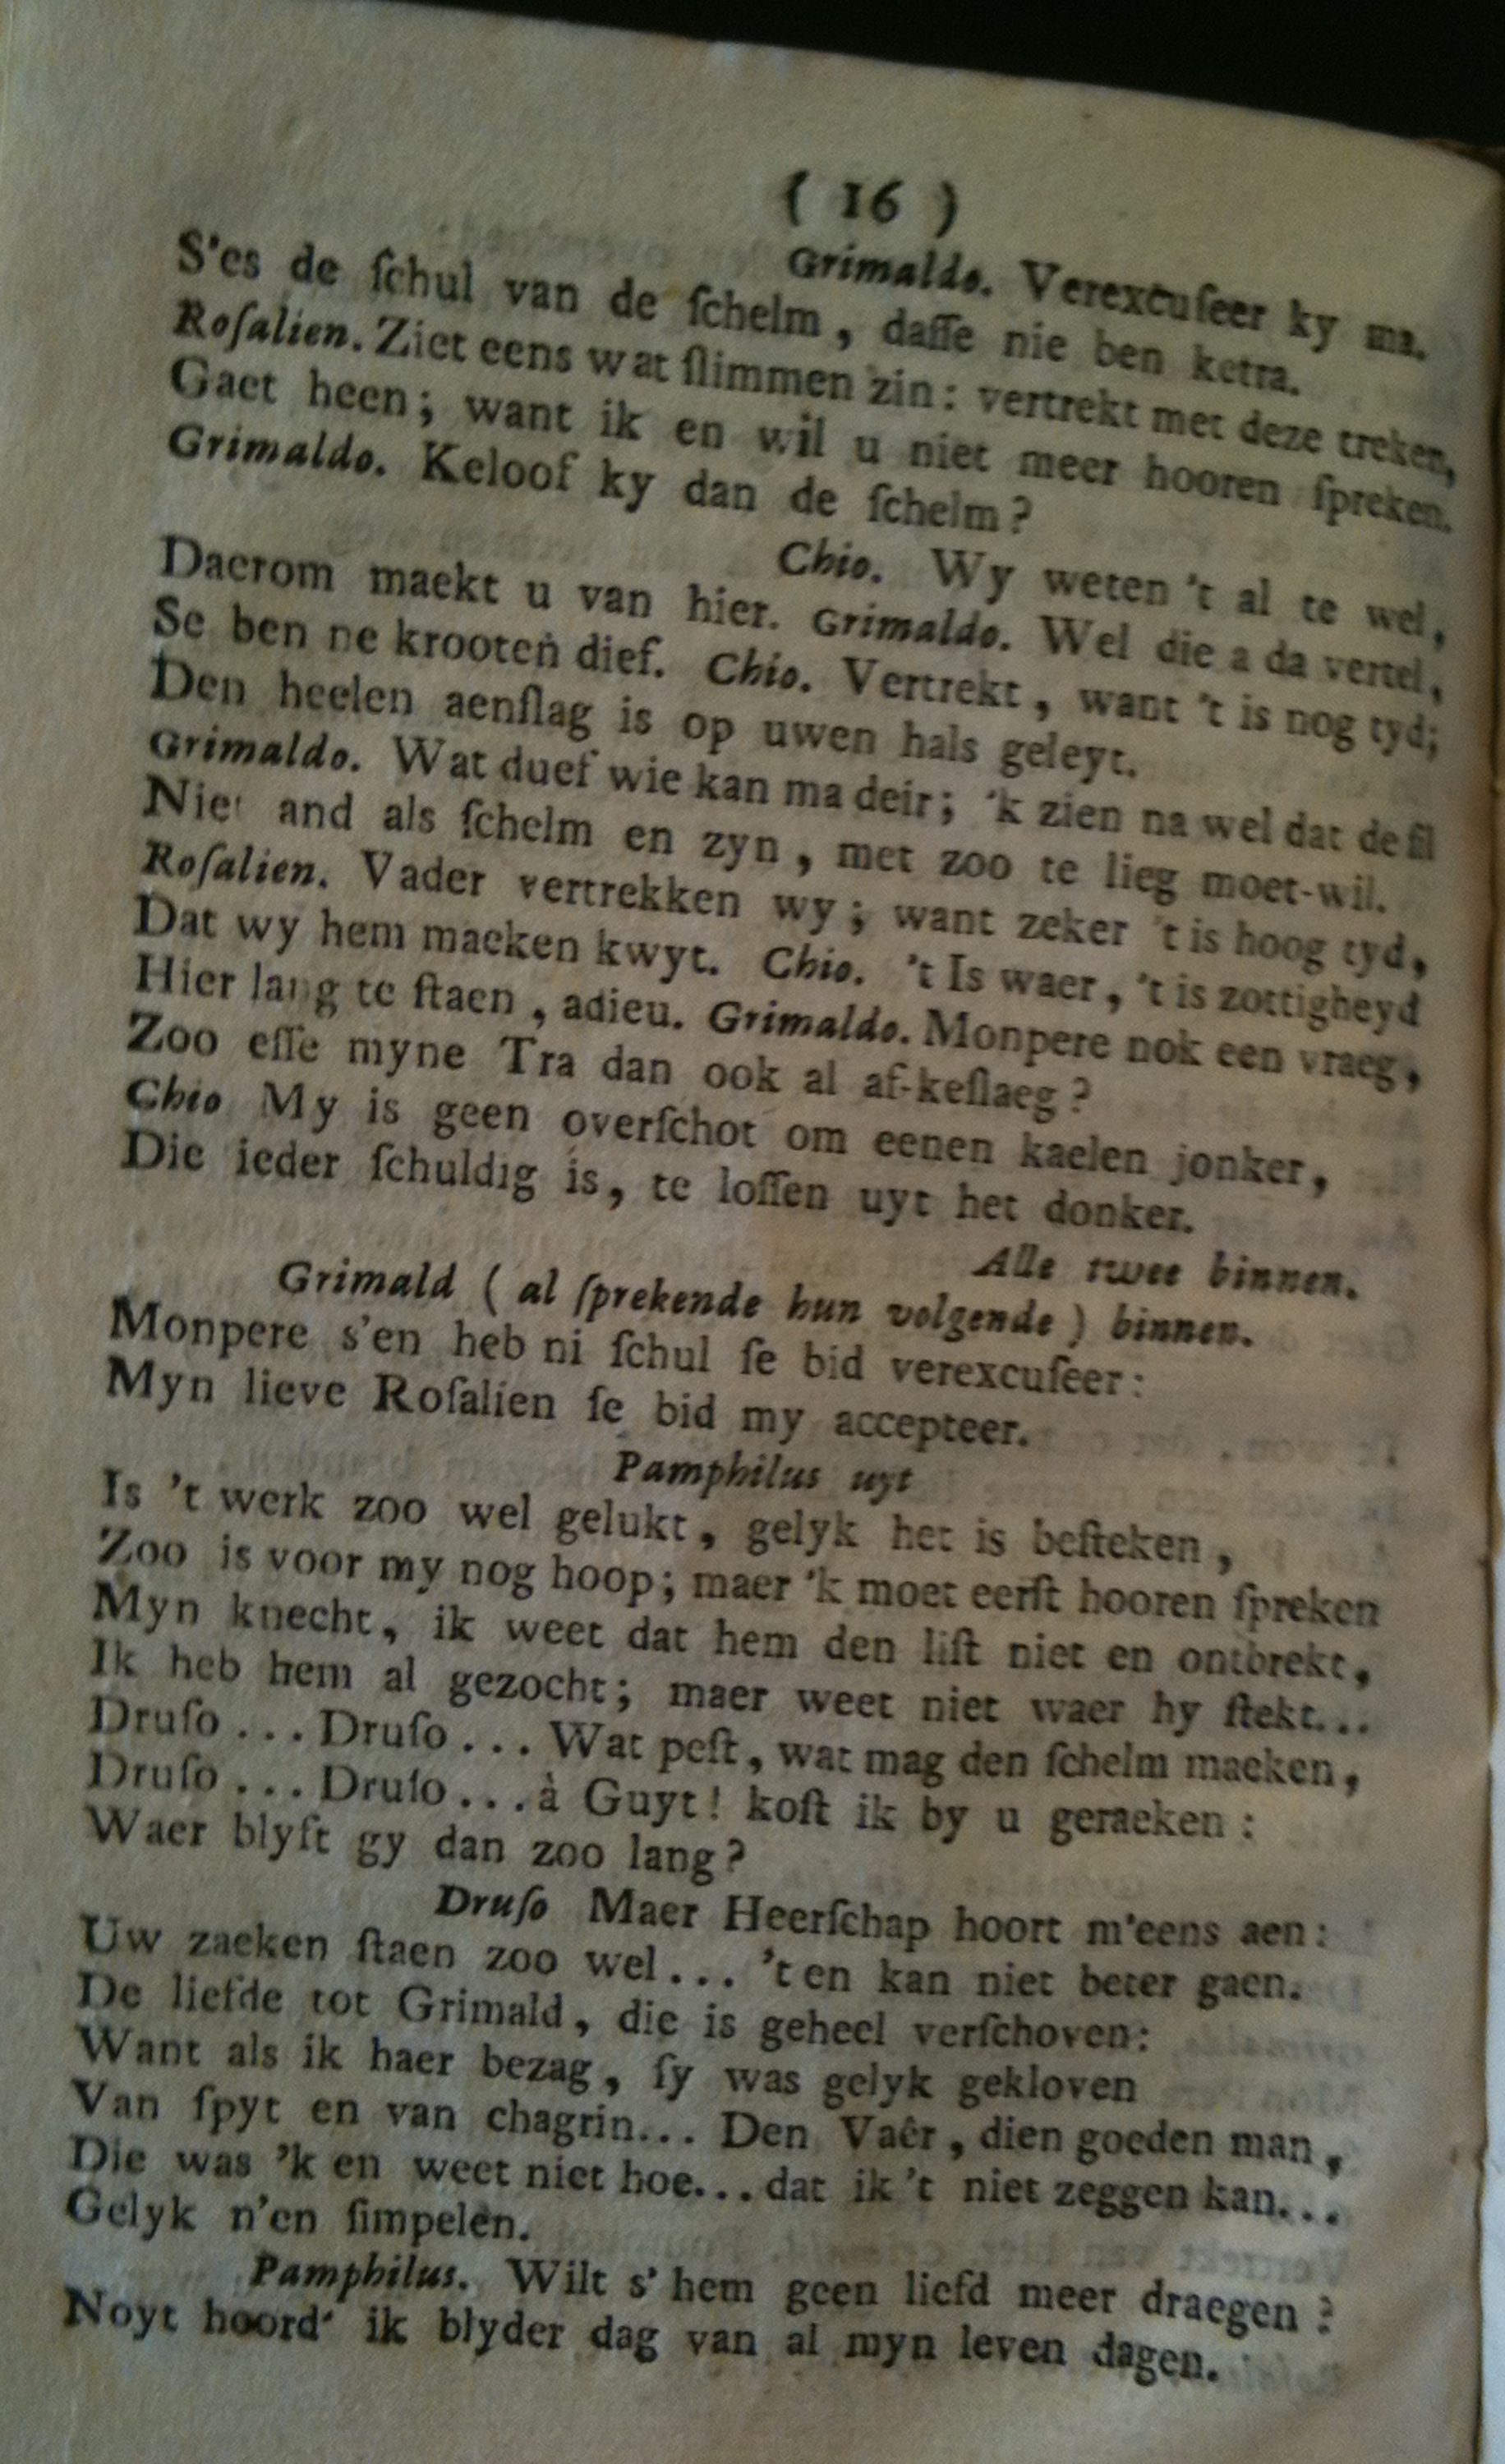 ( 16 )
Grimaldo. Verexcuſeer ky ma.
S'es de ſchul van de ſchelm, daſſe nie ben ketra.
Roſalien. Ziet eens wat ſlimmen zin: vertrekt met deze treken,
Gaet heen; want ik en wil u niet meer hooren ſpreken.
Grimaldo. Keloof ky dan de ſchelm?
Chio. Wy weten 't al te wel,
Daerom maekt u van hier. Grimaldo. Wel die a da vertel,
Se ben ne krooten dief. Chio. Vertrekt, want 't is nog tyd;
Den heelen aenſlag is op uwen hals geleyt.
Grimaldo. Wat duef wie kan ma deir; 'k zien na wel dat de fil
Niet and als ſchelm en zyn, met zoo te lieg moet-wil.
Roſalien. Vader vertrekken wy; want zeker 't is hoog tyd,
Dat wy hem maeken kwyt. Chio. 't Is waer, 't is zottigheyd
Hier lang te ſtaen, adieu. Grimaldo. Monpere nok een vraeg,
Zoo eſſe myne Tra dan ook al af-keſlaeg?
Chio My is geen overſchot om eenen kaelen jonker,
Die ieder ſchuldig is, te loſſen uyt het donker.
Alle twee binnen.
Grimald ( al ſprekende hun volgende ) binnen.
Monpere s'en heb ni ſchul ſe bid verexcuſeer:
Myn lieve Roſalien ſe bid my accepteer.
Pamphilus uyt
Is 't werk zoo wel gelukt, gelyk het is beſteken,
Zoo is voor my nog hoop; maer 'k moet eerſt hooren ſpreken
Myn knecht, ik weet dat hem den liſt niet en ontbrekt,
Ik heb hem al gezocht; maer weet niet waer hy ſtekt...
Druſo ... Druſo ... Wat peſt, wat mag den ſchelm maeken,
Druſo ... Druſo ... à Guyt! koſt ik by u geraeken:
Waer blyft gy dan zoo lang?
Druſo Maer Heerſchap hoort m'eens aen:
Uw zaeken ſtaen zoo wel... 't en kan niet beter gaen.
De liefde tot Grimald, die is geheel verſchoven:
Want als ik haer bezag, ſy was gelyk gekloven
Van ſpyt en van chagrin... Den Vaêr, dien goeden man,
Die was 'k en weet niet hoe... dat ik 't niet zeggen kan...
Gelyk n'en ſimpelen.
Pamphilus. Wilt s' hem geen liefd meer draegen?
Noyt hoord' ik blyder dag van al myn leven dagen.